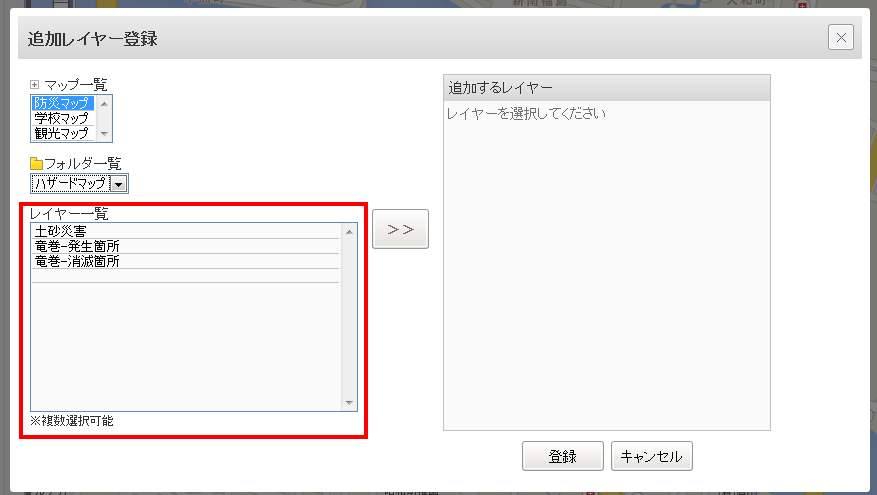 追加レイヤー登録
マップ一覧
防災マップ
学校マップ
観光マップ
フォルダ一覧
ハザードマップ
レイヤー一覧
土砂災害
竜巻-発生箇所
竜巻-消滅箇所
※複数選択可能
>>
追加するレイヤー
レイヤーを選択してください
登録
キャンセル